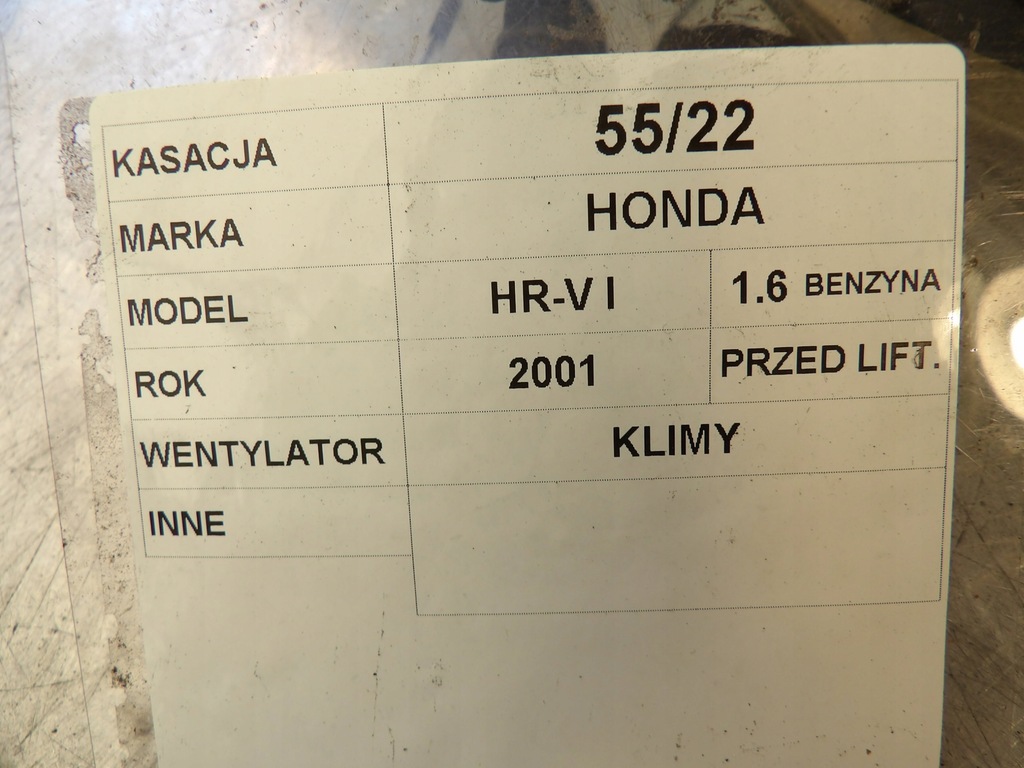 KASACJA 55/22
MARKA HONDA
MODEL HR-V I 1.6 BENZYNA
ROK 2001 PRZED LIFT.
WENTYLATOR KLIMY
INNE